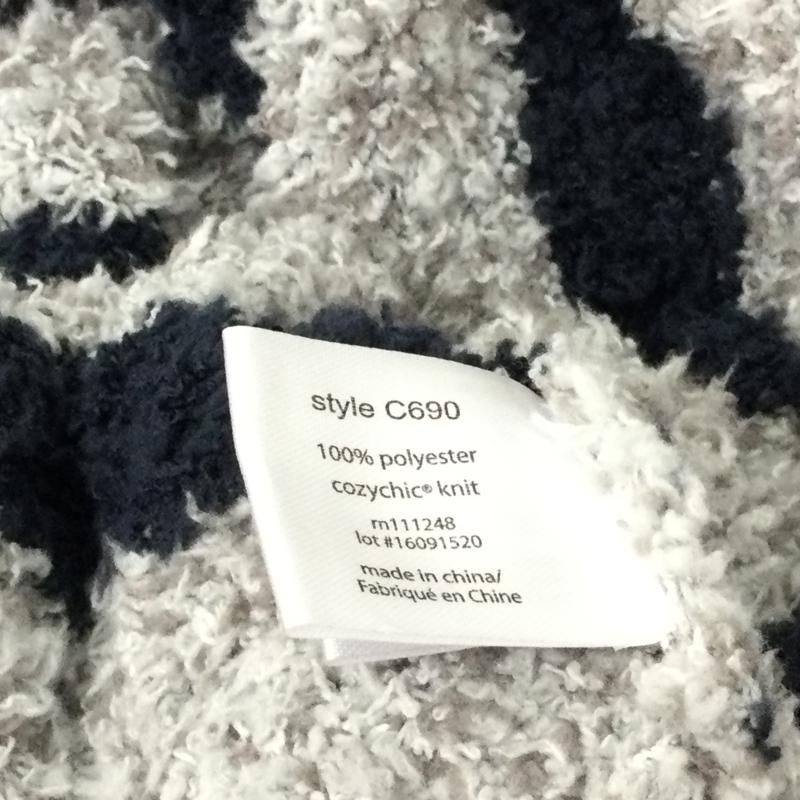 style C690
100% polyester
cozychic® knit
rn111248
lot #16091520
made in china/
Fabriqué en Chine